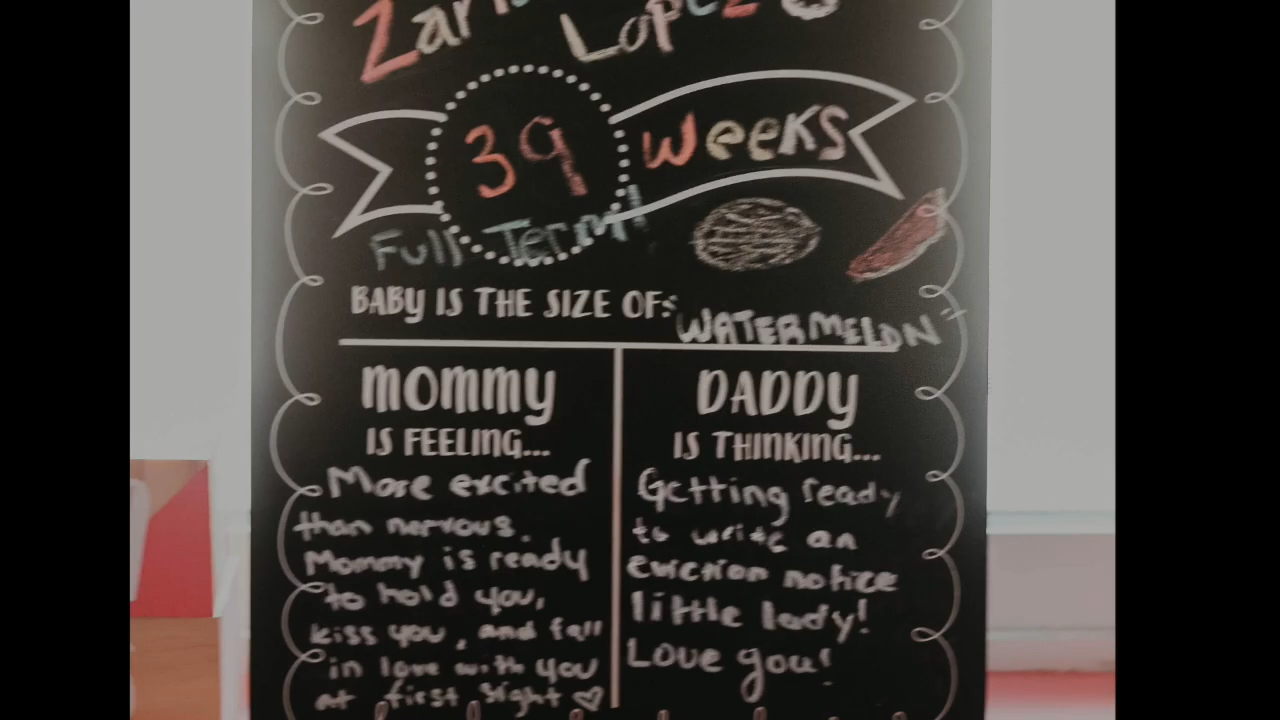 Lopez
39 Weeks
Full Term!
BABY IS THE SIZE OF: WATERMELON
MOMMY
IS FEELING...
More excited
than nervous.
Mommy is ready
to hold you,
kiss you, and fall
in love with you
at first sight ♡
DADDY
IS THINKING...
Getting ready
to write an
eviction notice
little lady!
Love you!